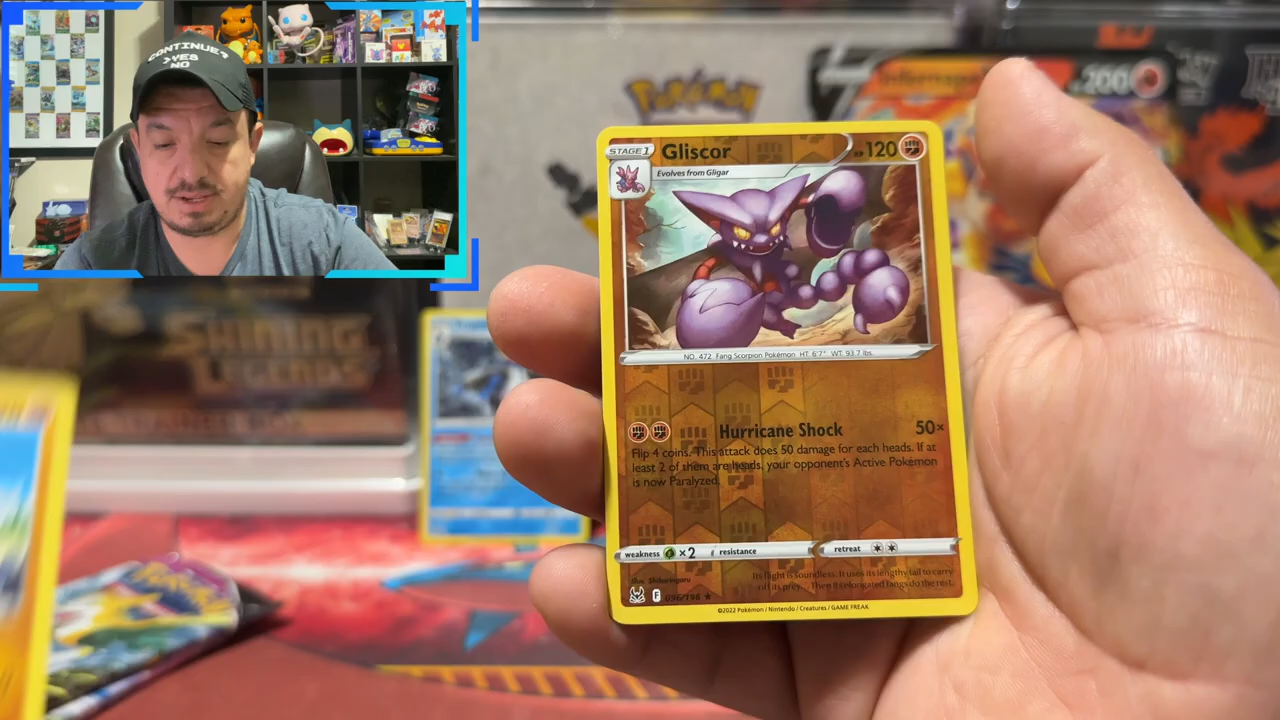 CONTINUE?
>YES
NO
Pokémon
200
SHINING
LEGENDS
STAGE 1
Gliscor
HP 120
Evolves from Gligar
NO. 472 Fang Scorpion Pokémon HT. 6'7" WT. 93.7 lbs.
Hurricane Shock 50×
Flip 4 coins. This attack does 50 damage for each heads. If at
least 2 of them are heads, your opponent's Active Pokémon
is now Paralyzed.
weakness ×2 resistance retreat
Illus. Shibuzoh.
Its flight is soundless. It uses its lengthy tail to carry
off its prey... Then its elongated fangs do the rest.
F 096/196 ★
©2022 Pokémon / Nintendo / Creatures / GAME FREAK